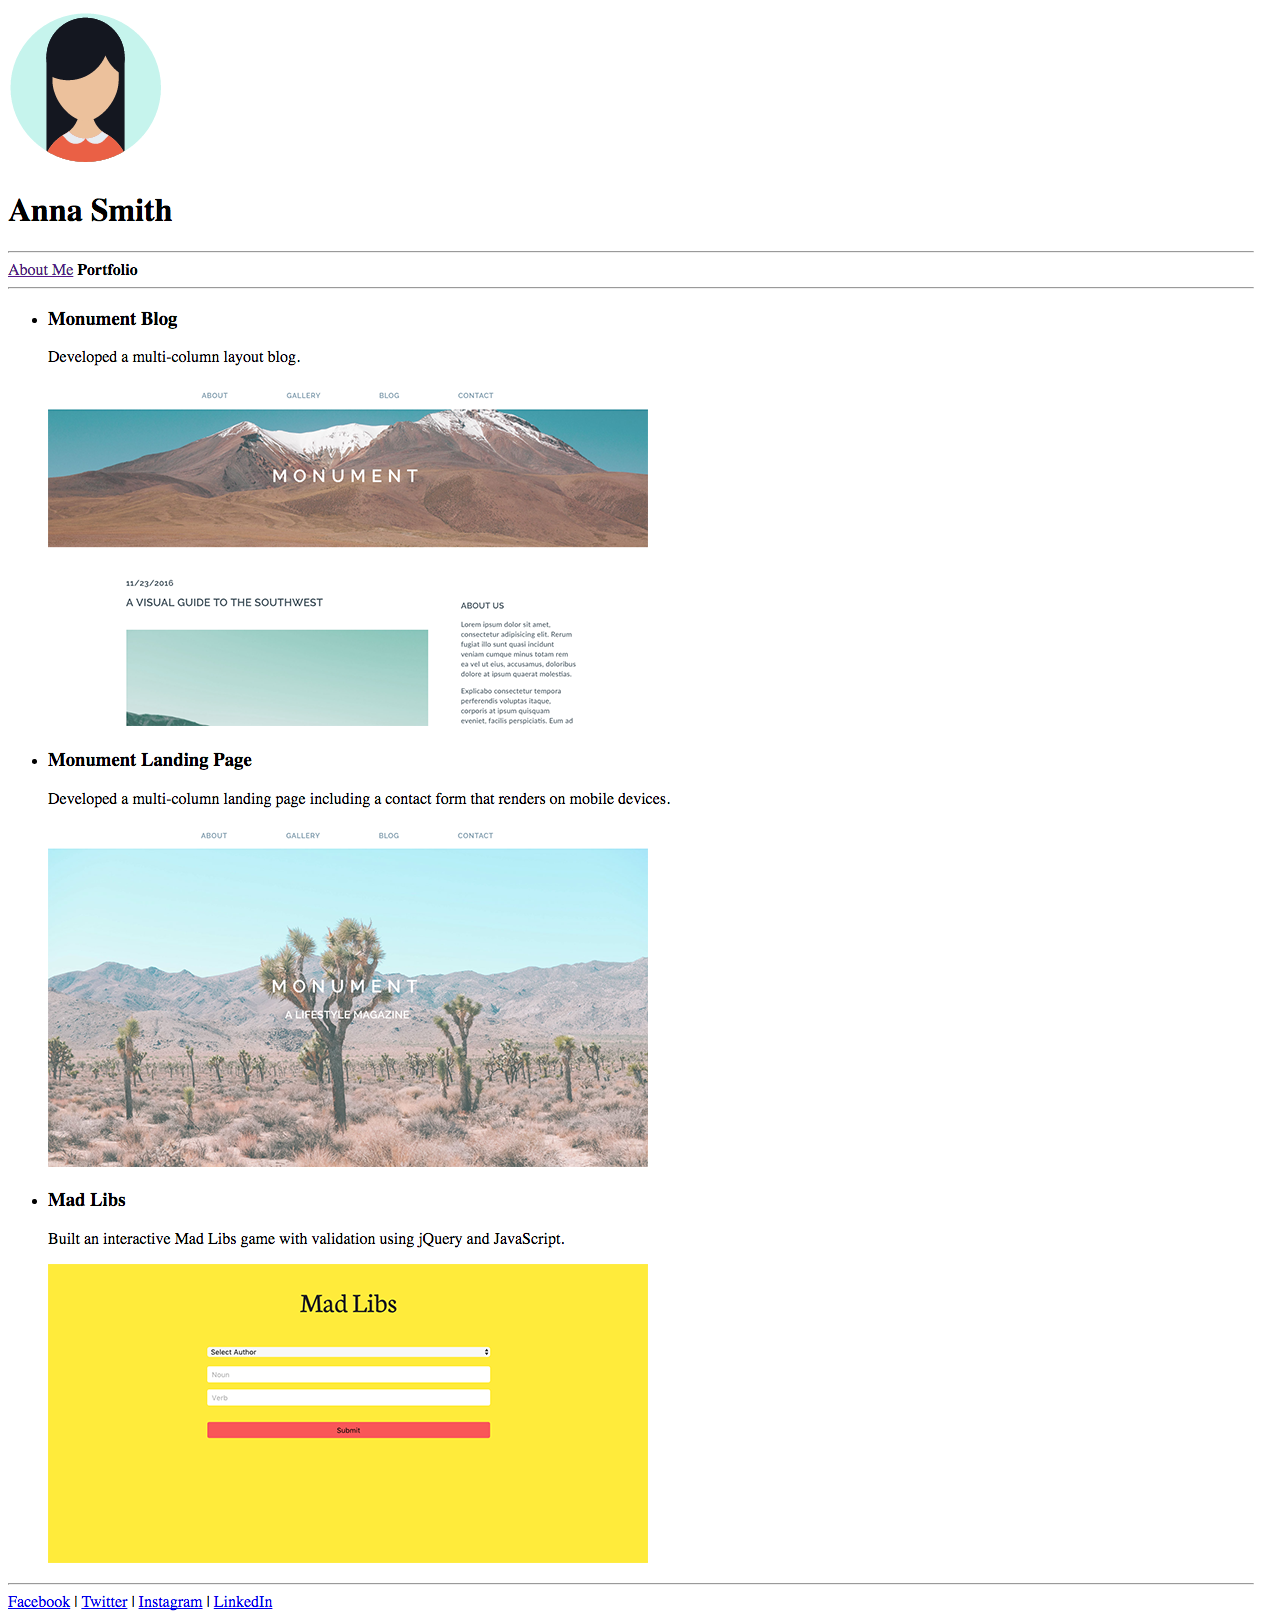 Anna Smith
About Me Portfolio
Monument Blog
Developed a multi-column layout blog.
ABOUT GALLERY BLOG CONTACT
MONUMENT
11/23/2016
A VISUAL GUIDE TO THE SOUTHWEST
ABOUT US
Lorem ipsum dolor sit amet,
consectetur adipisicing elit. Rerum
fugiat illo sunt quasi incidunt
veniam cumque minus totam rem
ea vel ut eius, accusamus, doloribus
dolore at ipsum quaerat molestias.
Explicabo consectetur tempora
perferendis voluptas itaque,
corporis at ipsum quisquam
eveniet, facilis perspiciatis. Eum ad
Monument Landing Page
Developed a multi-column landing page including a contact form that renders on mobile devices.
ABOUT GALLERY BLOG CONTACT
MONUMENT
A LIFESTYLE MAGAZINE
Mad Libs
Built an interactive Mad Libs game with validation using jQuery and JavaScript.
Mad Libs
Select Author
Noun
Verb
Submit
Facebook | Twitter | Instagram | LinkedIn